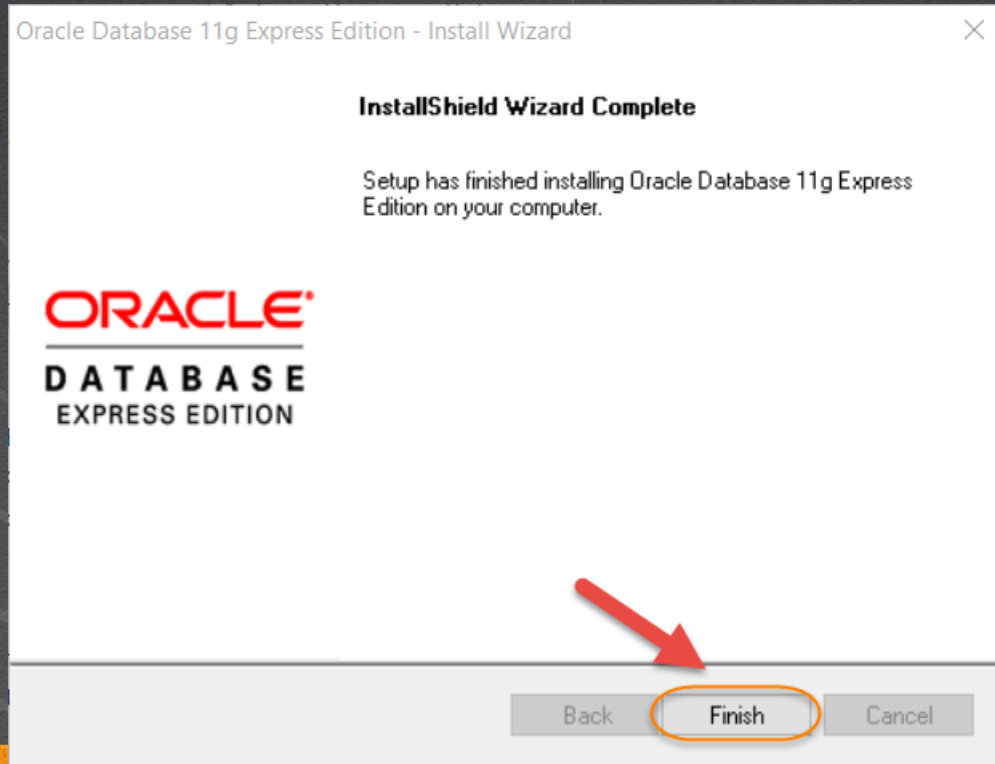 Oracle Database 11g Express Edition - Install Wizard
InstallShield Wizard Complete
Setup has finished installing Oracle Database 11g Express
Edition on your computer.
ORACLE
DATABASE
EXPRESS EDITION
Back
Finish
Cancel